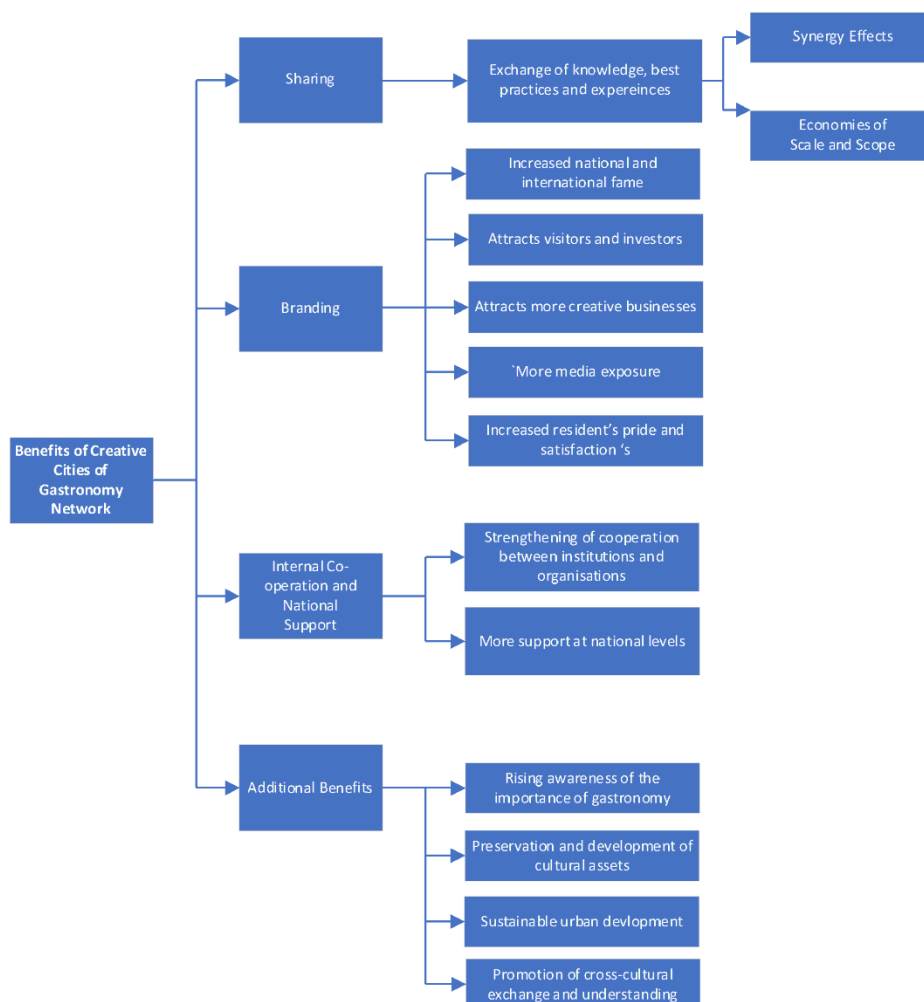 Benefits of Creative
Cities of
Gastronomy
Network
Sharing
Exchange of knowledge, best
practices and expereinces
Synergy Effects
Economies of
Scale and Scope
Branding
Increased national and
international fame
Attracts visitors and investors
Attracts more creative businesses
`More media exposure
Increased resident’s pride and
satisfaction ‘s
Internal Co-
operation and
National
Support
Strengthening of cooperation
between institutions and
organisations
More support at national levels
Additional Benefits
Rising awareness of the
importance of gastronomy
Preservation and development of
cultural assets
Sustainable urban devlopment
Promotion of cross-cultural
exchange and understanding